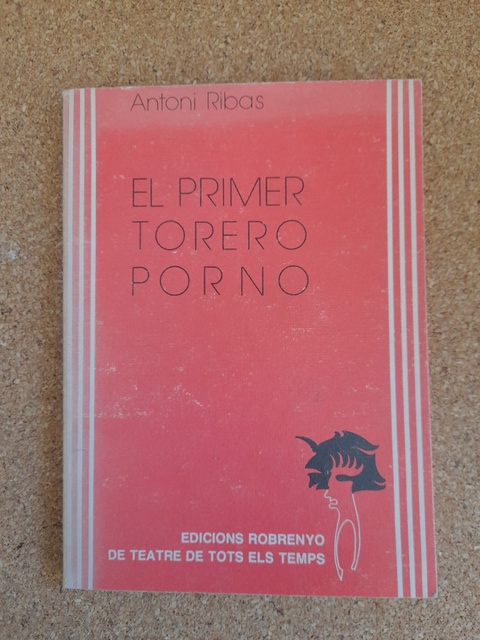 Antoni Ribas
EL PRIMER
TORERO
PORNO
EDICIONS ROBRENYO
DE TEATRE DE TOTS ELS TEMPS